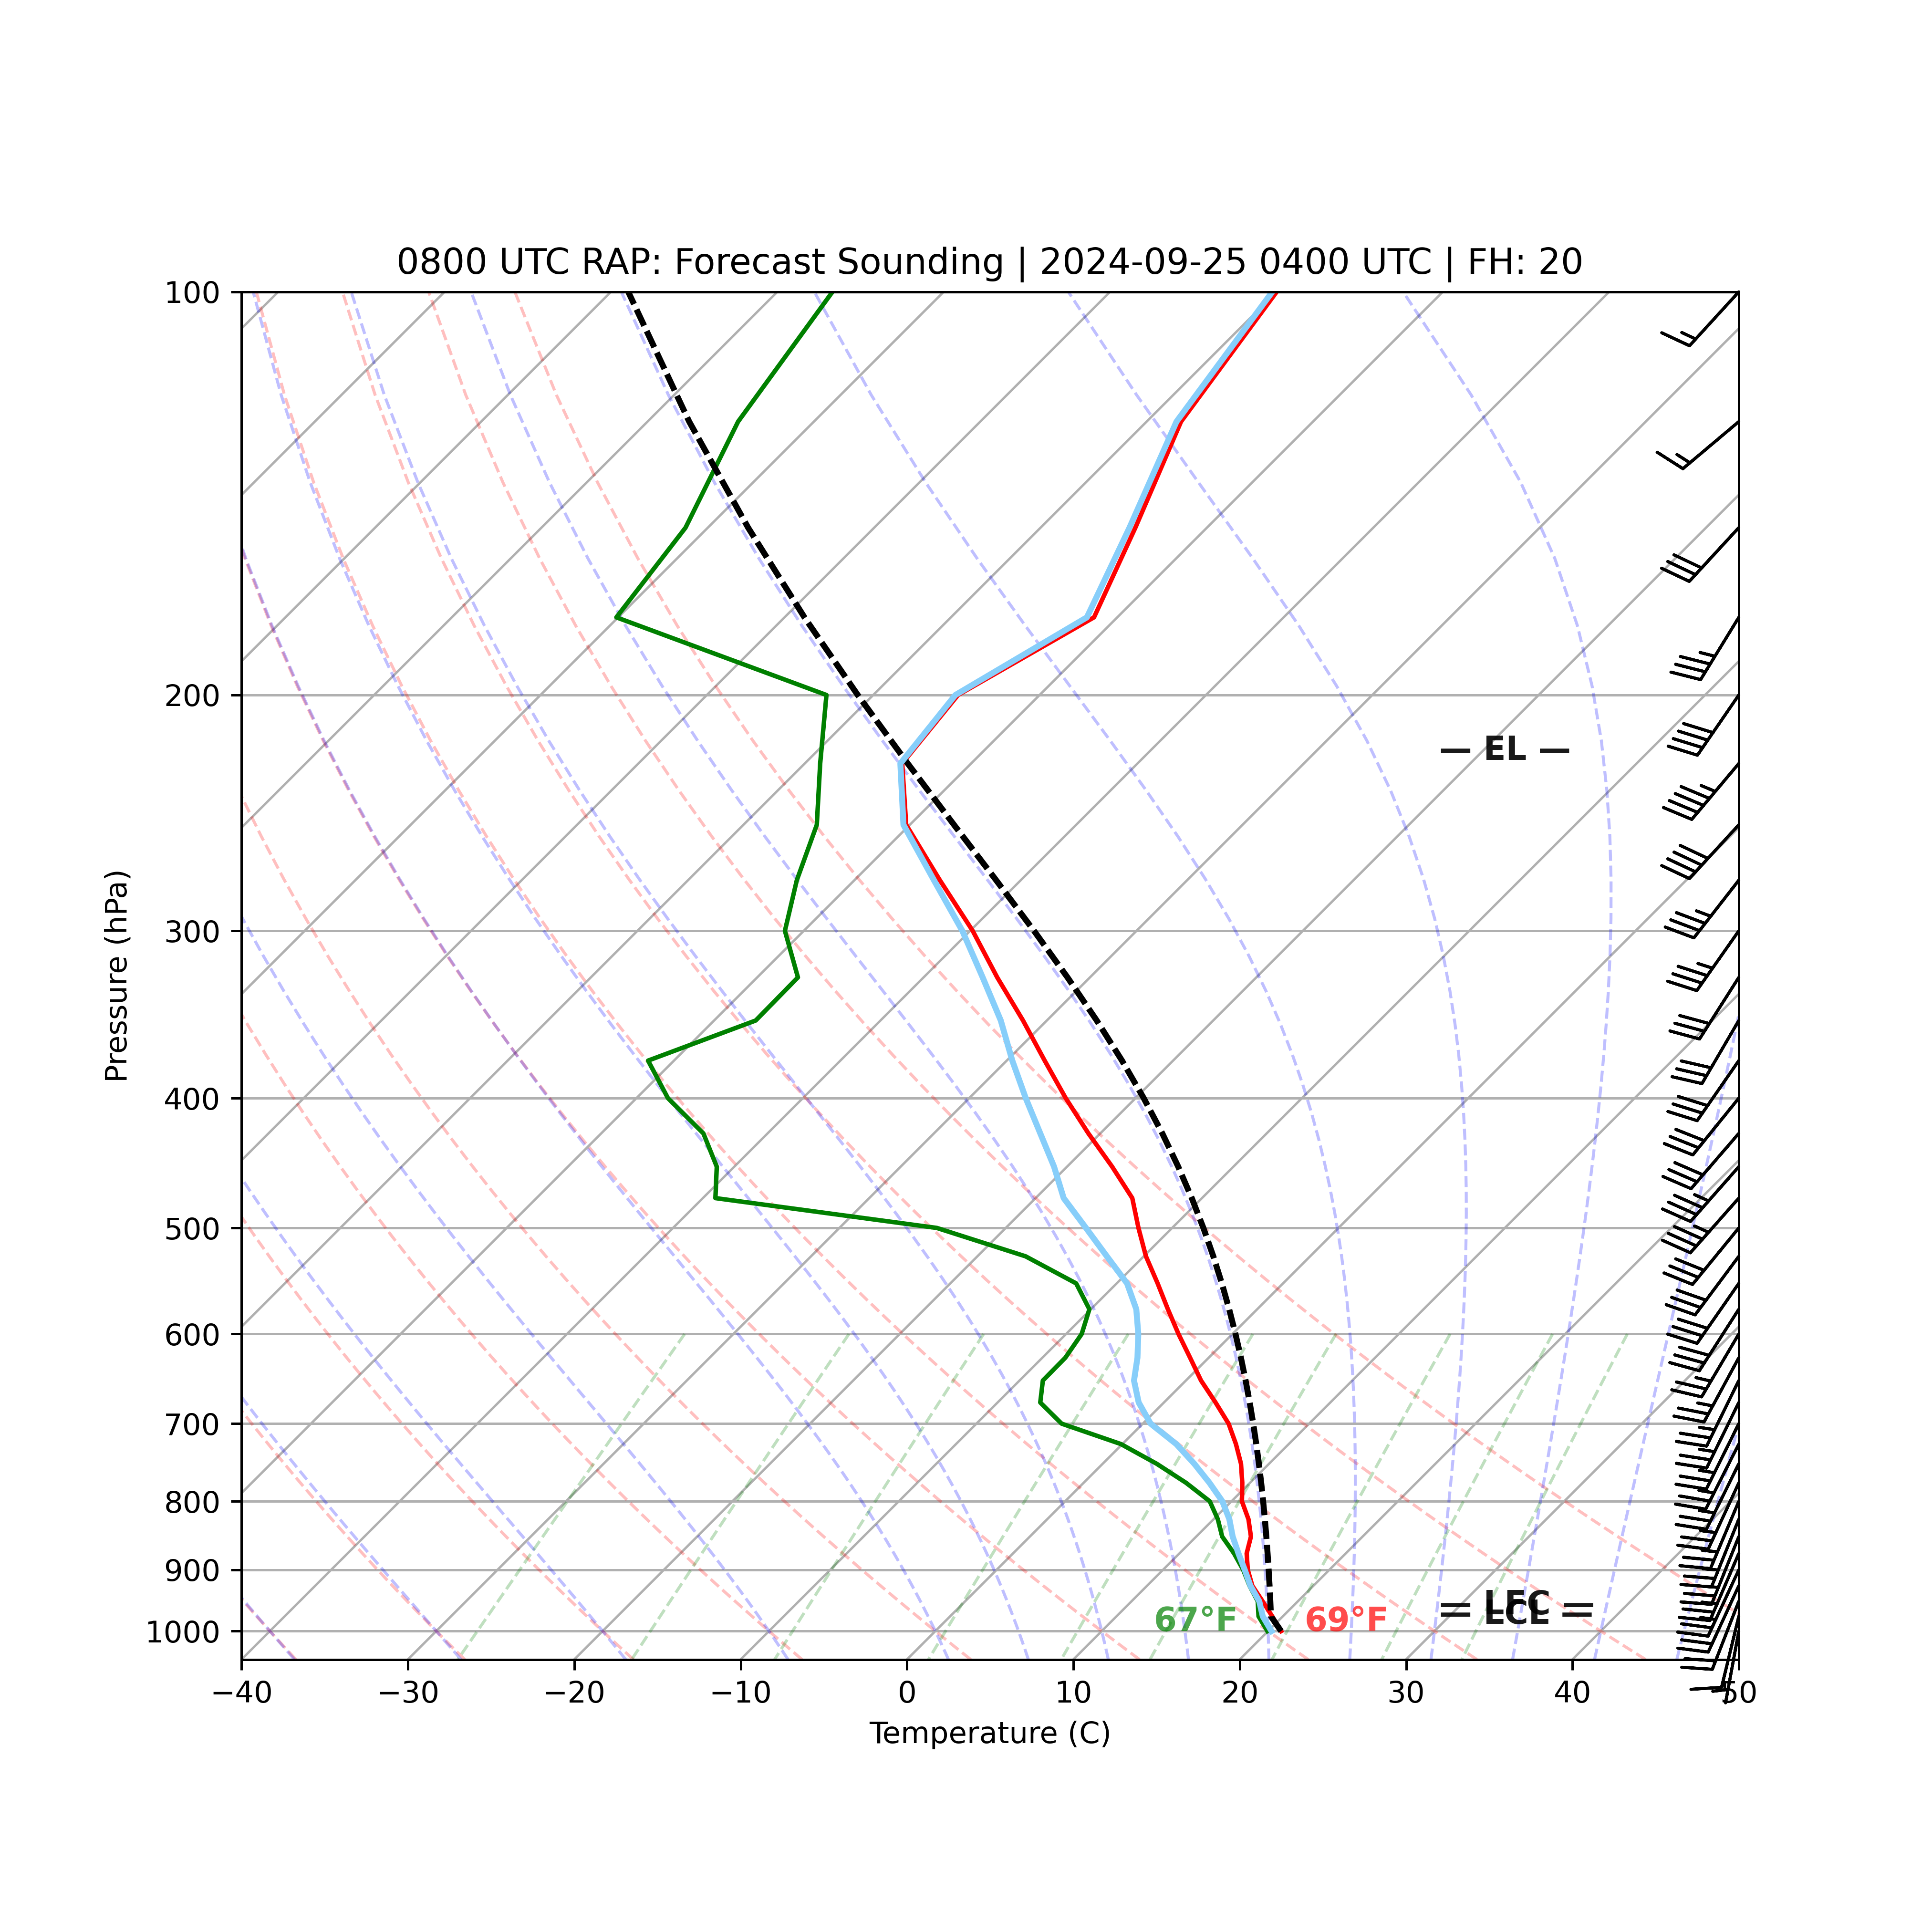 0800 UTC RAP: Forecast Sounding | 2024-09-25 0400 UTC | FH: 20
100
200
— EL —
Pressure (hPa)
300
400
500
600
700
800
900
— LFC —
— LCL —
67°F 69°F
1000
−40 −30 −20 −10 0 10 20 30 40 50
Temperature (C)